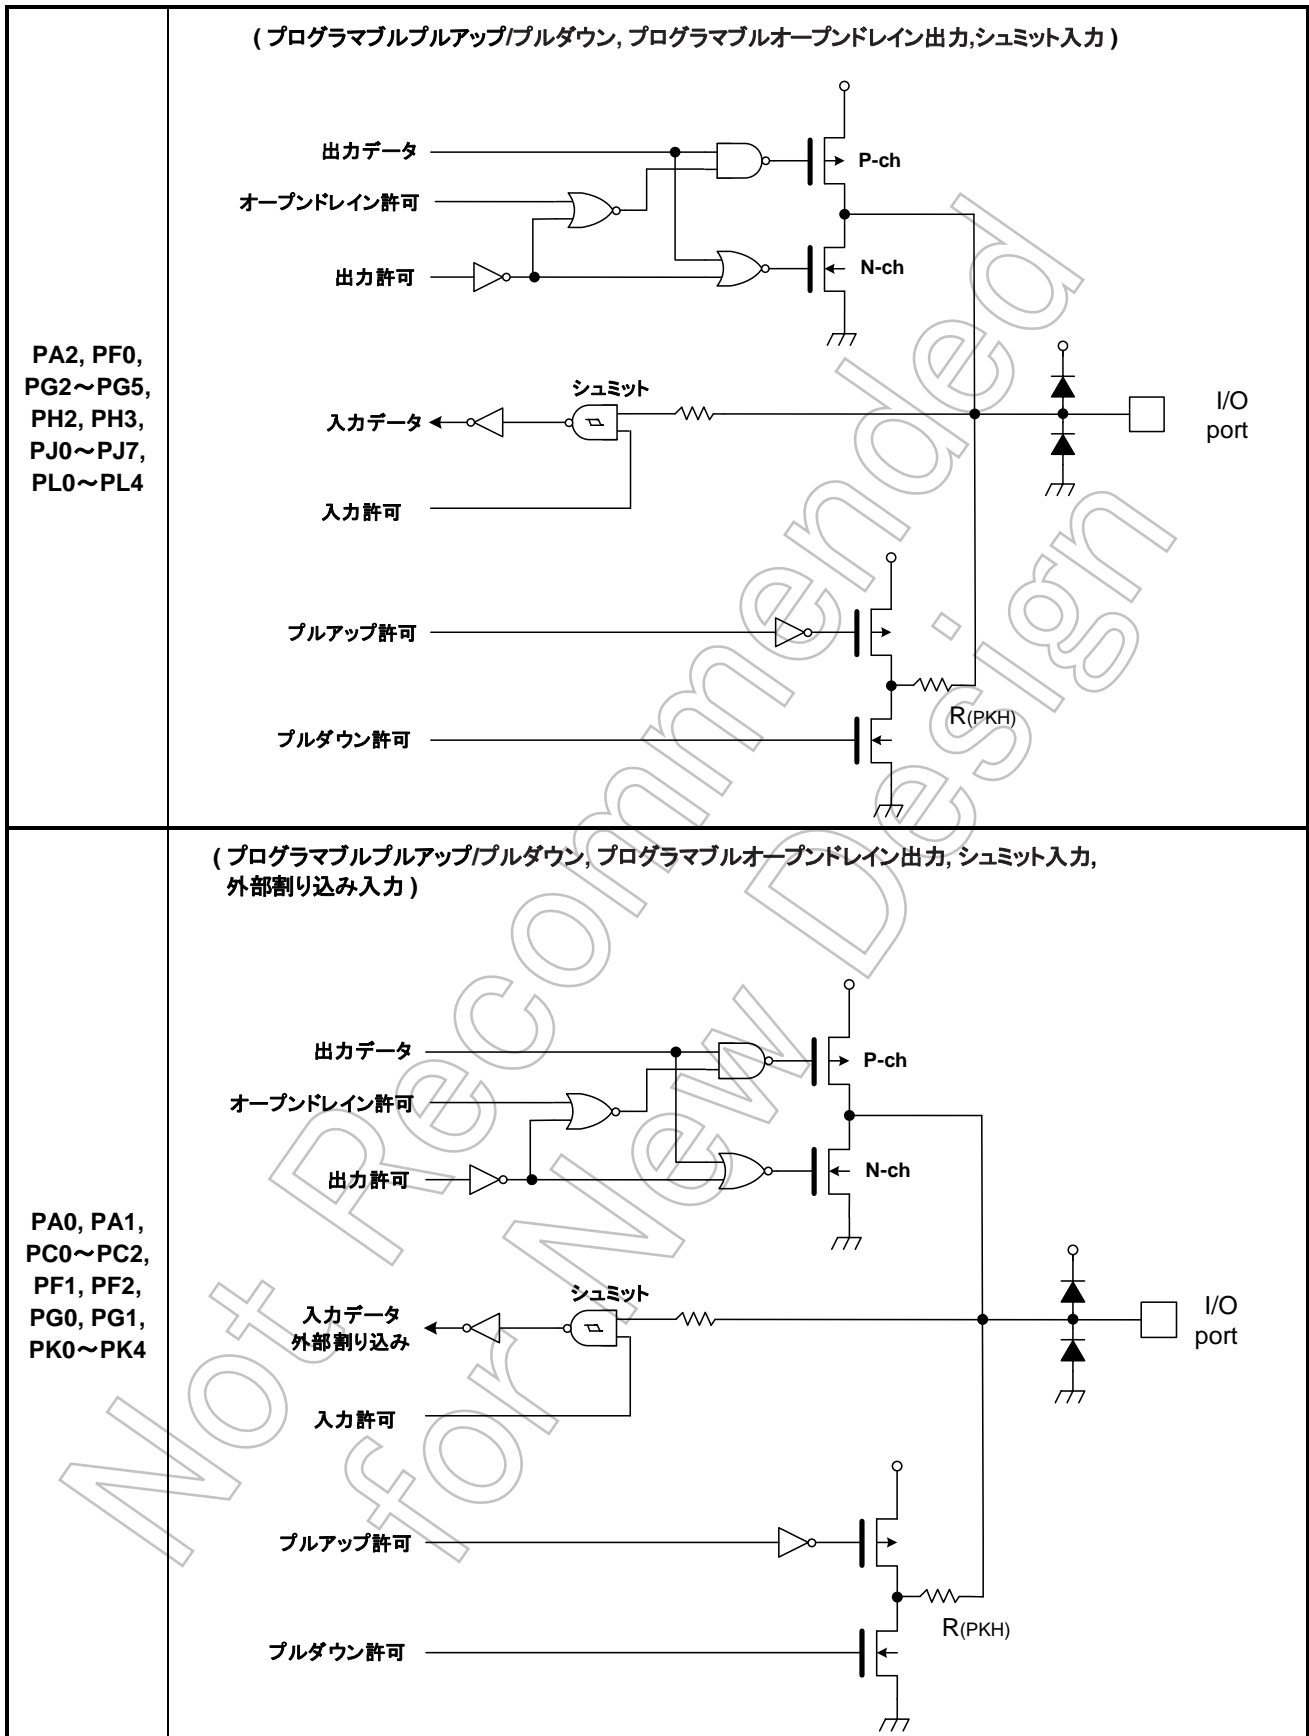 ( プログラマブルプルアップ/プルダウン, プログラマブルオープンドレイン出力,シュミット入力 )
出力データ
P-ch
オープンドレイン許可
出力許可
N-ch
PA2, PF0,
PG2～PG5,
PH2, PH3,
PJ0～PJ7,
PL0～PL4
シュミット
入力データ
I/O
port
入力許可
プルアップ許可
R(PKH)
プルダウン許可
( プログラマブルプルアップ/プルダウン, プログラマブルオープンドレイン出力, シュミット入力,
外部割り込み入力 )
出力データ
P-ch
オープンドレイン許可
出力許可
N-ch
PA0, PA1,
PC0～PC2,
PF1, PF2,
PG0, PG1,
PK0～PK4
シュミット
入力データ
外部割り込み
I/O
port
入力許可
プルアップ許可
R(PKH)
プルダウン許可
Not Recommended
for New Design